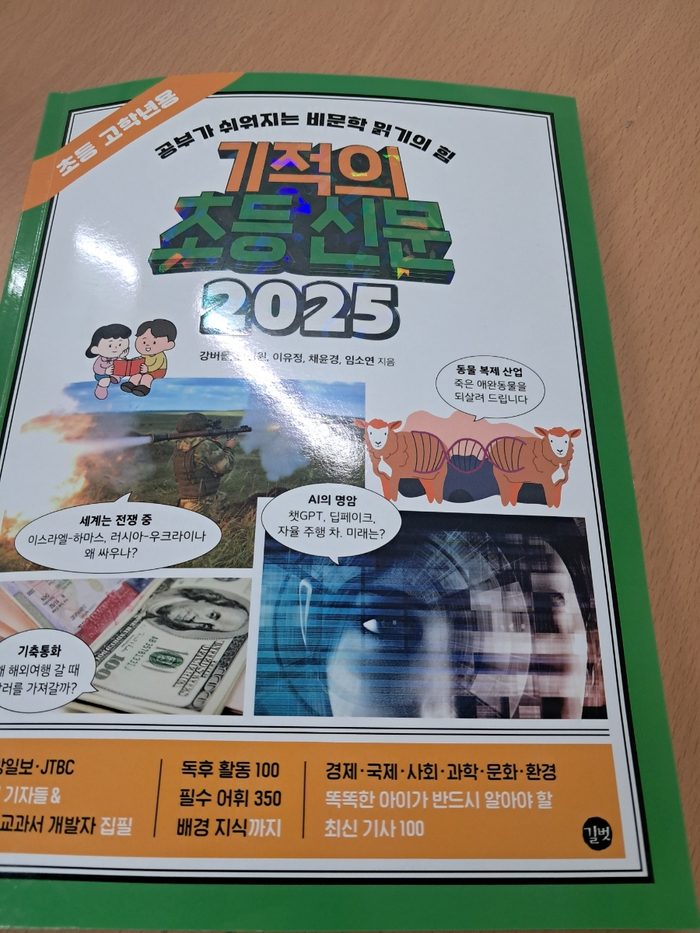 초등 고학년용
공부가 쉬워지는 비문학 읽기의 힘
기적의
초등 신문
2025
이유정, 채윤경, 임소연 지음
동물 복제 산업
죽은 애완동물을
되살려 드립니다
세계는 전쟁 중
이스라엘-하마스, 러시아-우크라이나
왜 싸우나?
AI의 명암
챗GPT, 딥페이크,
자율 주행 차. 미래는?
기축통화
해외여행 갈 때
가져갈까?
100
일보·JTBC
기자들 &
교과서 개발자 집필
독후 활동 100
필수 어휘 350
배경 지식까지
경제·국제·사회·과학·문화·환경
똑똑한 아이가 반드시 알아야 할
최신 기사 100
길벗